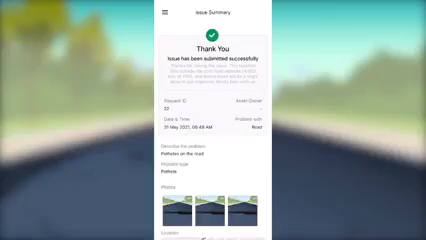 Issue Summary
Thank You
Issue has been submitted successfully
Request ID
Asset Owner
22
-
Date & Time
Problem with
31 May 2021, 06:49 AM
Road
Describe the problem
Potholes on the road
Problem type
Pothole
Photos
Location